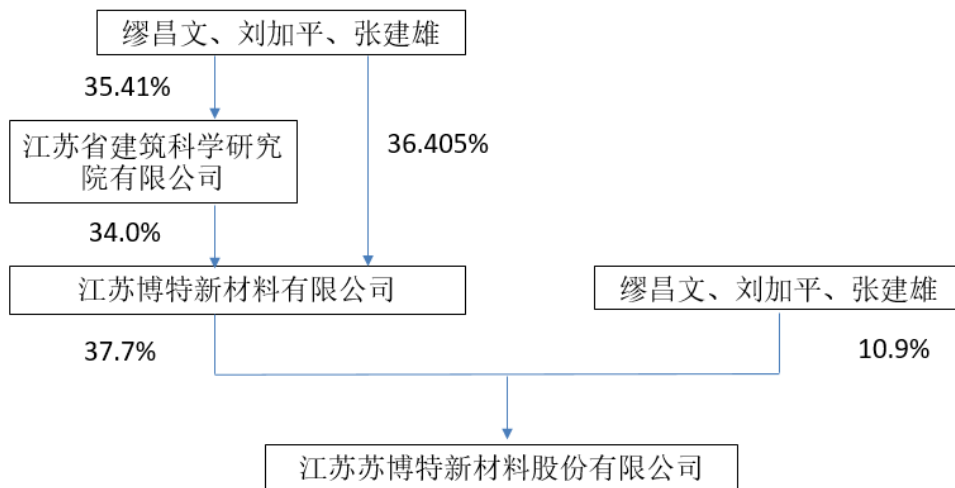 缪昌文、刘加平、张建雄
35.41%
江苏省建筑科学研究
院有限公司
36.405%
34.0%
江苏博特新材料有限公司
缪昌文、刘加平、张建雄
37.7%
10.9%
江苏苏博特新材料股份有限公司